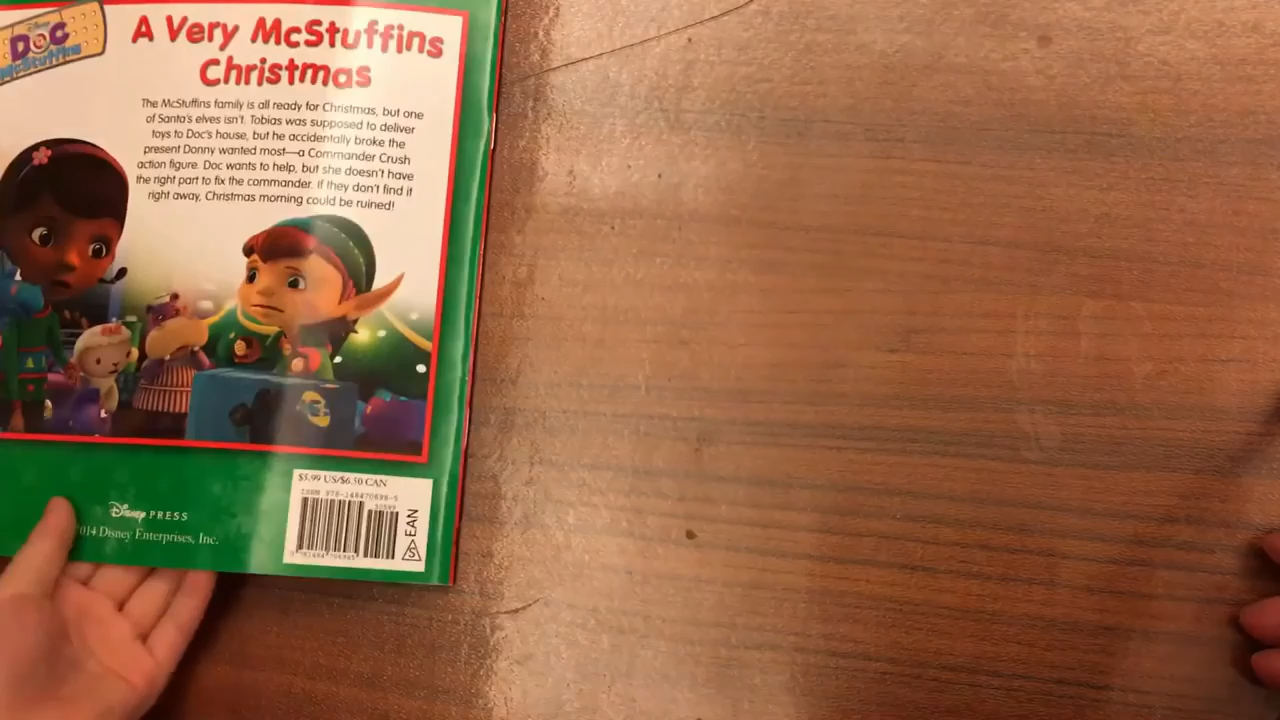 Disney
Doc
McStuffins
A Very McStuffins
Christmas
The McStuffins family is all ready for Christmas, but one
of Santa's elves isn't. Tobias was supposed to deliver
toys to Doc's house, but he accidentally broke the
present Donny wanted most—a Commander Crush
action figure. Doc wants to help, but she doesn't have
the right part to fix the commander. If they don't find it
right away, Christmas morning could be ruined!
$5.99 US/$6.50 CAN
50599
EAN
Disney PRESS
014 Disney Enterprises, Inc.